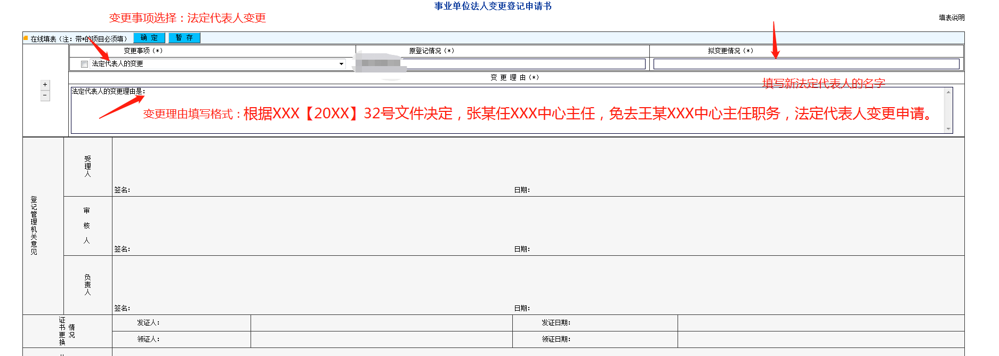 事业单位法人变更登记申请书
变更事项选择：法定代表人变更
填表说明
在线填表（注：带*的项目必须填） 确 定 暂 存
变更事项（*） 原登记情况（*） 拟变更情况（*）
法定代表人的变更
变 更 理 由（*）
+
-
填写新法定代表人的名字
法定代表人的变更理由是：
变更理由填写格式：根据XXX【20XX】32号文件决定，张某任XXX中心主任，免去王某XXX中心主任职务，法定代表人变更申请。
登记管理机关意见
受理人
签名： 日期：
审核人
签名： 日期：
负责人
签名： 日期：
证书更换情况
发证人： 发证日期：
领证人： 领证日期：